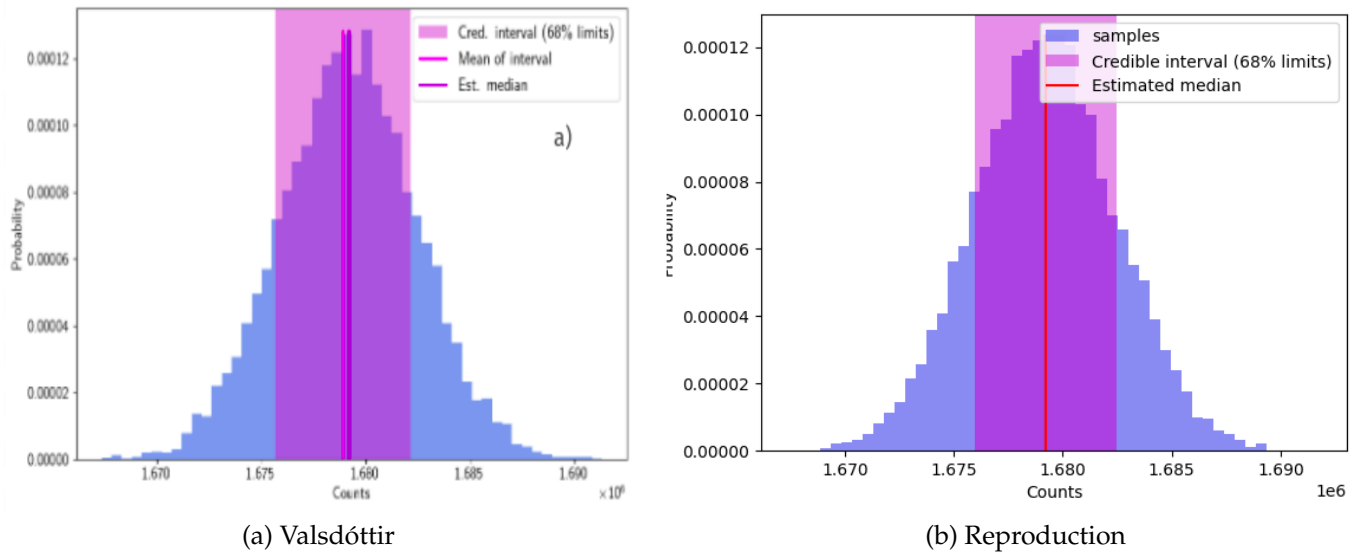 Cred. interval (68% limits)
Mean of interval
Est. median
a)
0.00012
0.00010
0.00008
0.00006
0.00004
0.00002
0.00000
Probability
1.670 1.675 1.680 1.685 1.690
Counts
×10⁶
(a) Valsdóttir
samples
Credible interval (68% limits)
Estimated median
0.00012
0.00010
0.00008
0.00006
0.00004
0.00002
0.00000
Probability
1.670 1.675 1.680 1.685 1.690
Counts
1e6
(b) Reproduction